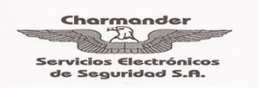 Charmander
Servicios Electrónicos
de Seguridad S.A.